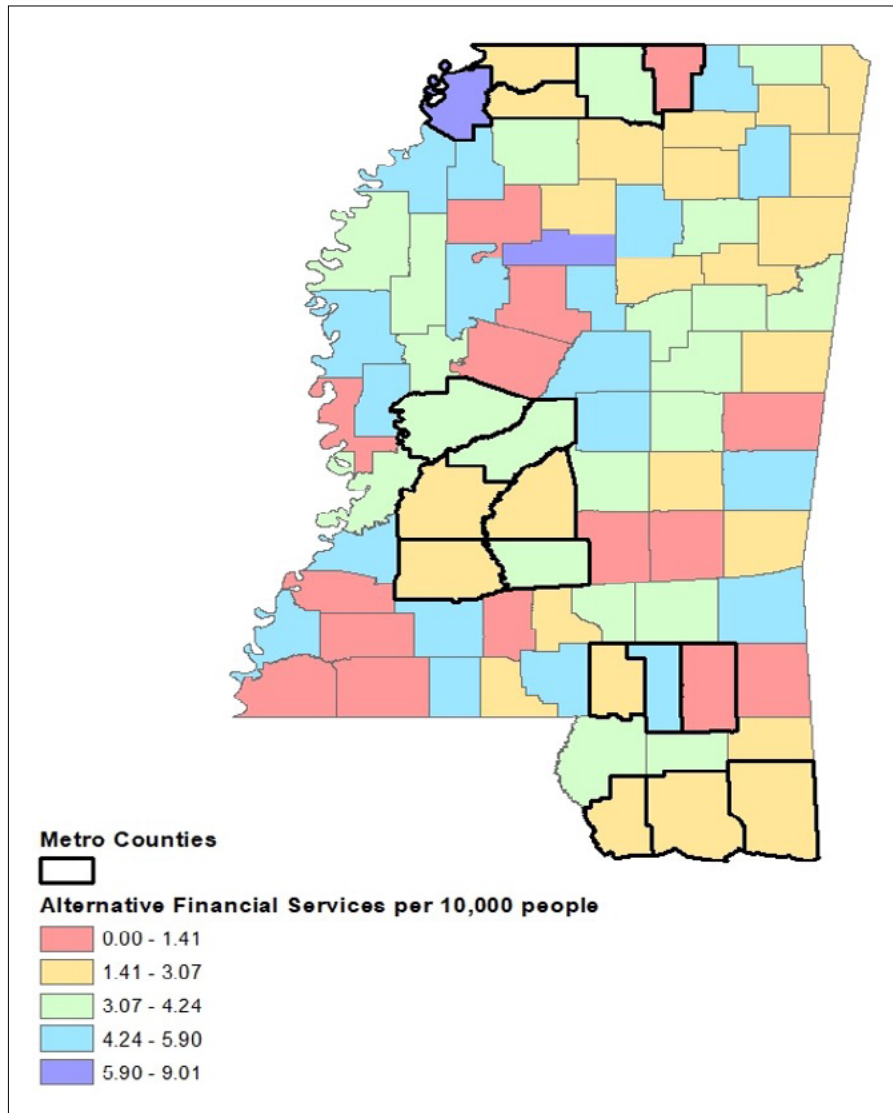 Metro Counties
Alternative Financial Services per 10,000 people
0.00 - 1.41
1.41 - 3.07
3.07 - 4.24
4.24 - 5.90
5.90 - 9.01